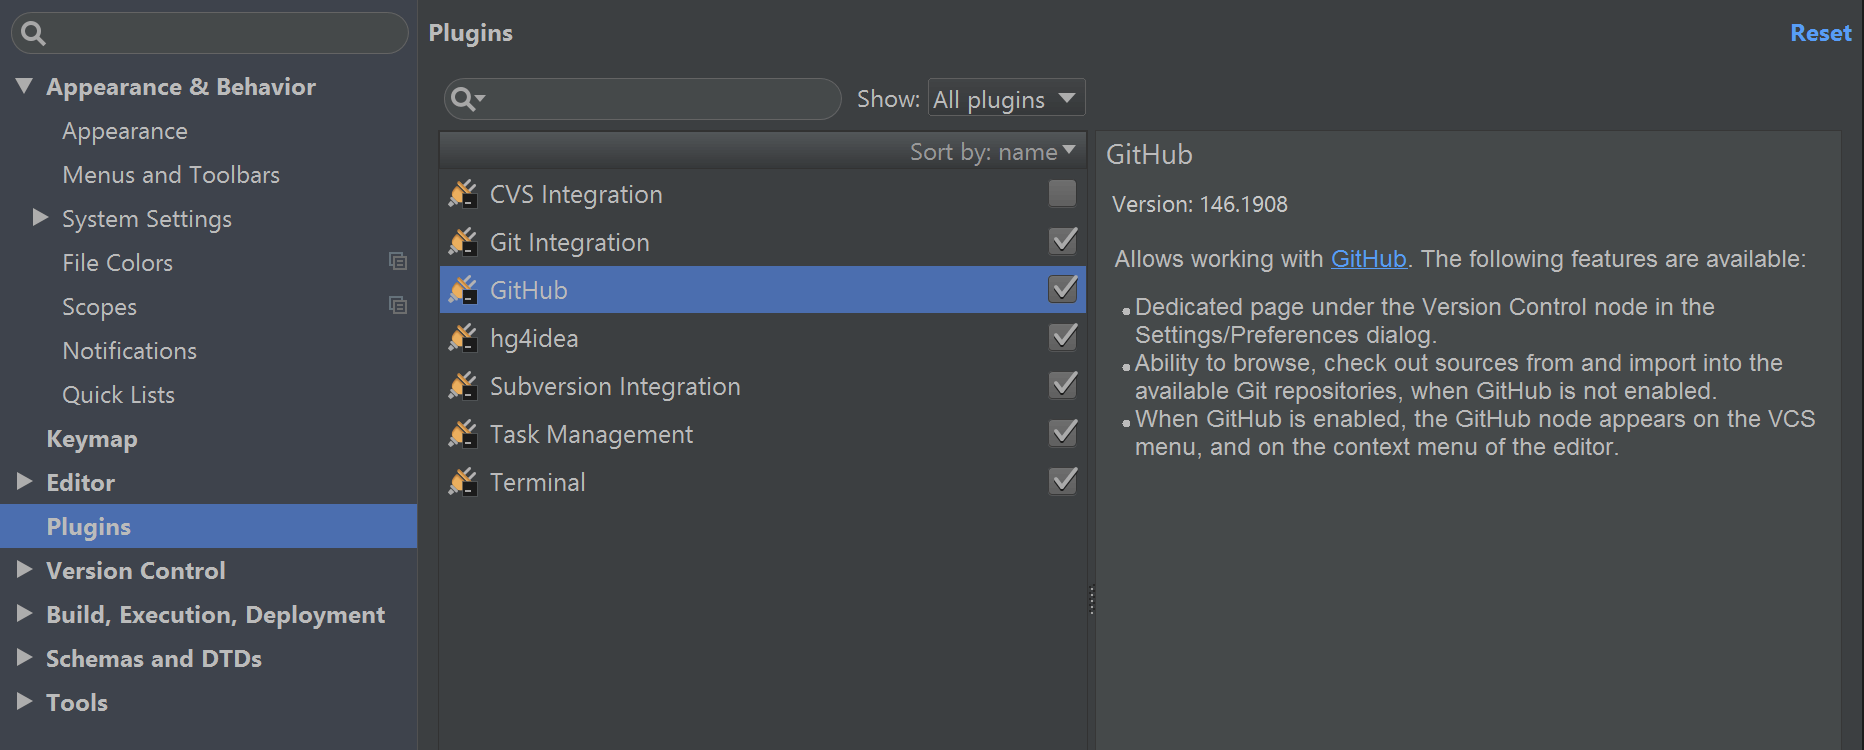 Appearance & Behavior
Appearance
Menus and Toolbars
System Settings
File Colors
Scopes
Notifications
Quick Lists
Keymap
Editor
Plugins
Version Control
Build, Execution, Deployment
Schemas and DTDs
Tools
Plugins
Reset
Show: All plugins
Sort by: name
CVS Integration
Git Integration
GitHub
hg4idea
Subversion Integration
Task Management
Terminal
GitHub
Version: 146.1908
Allows working with GitHub. The following features are available:
Dedicated page under the Version Control node in the
Settings/Preferences dialog.
Ability to browse, check out sources from and import into the
available Git repositories, when GitHub is not enabled.
When GitHub is enabled, the GitHub node appears on the VCS
menu, and on the context menu of the editor.